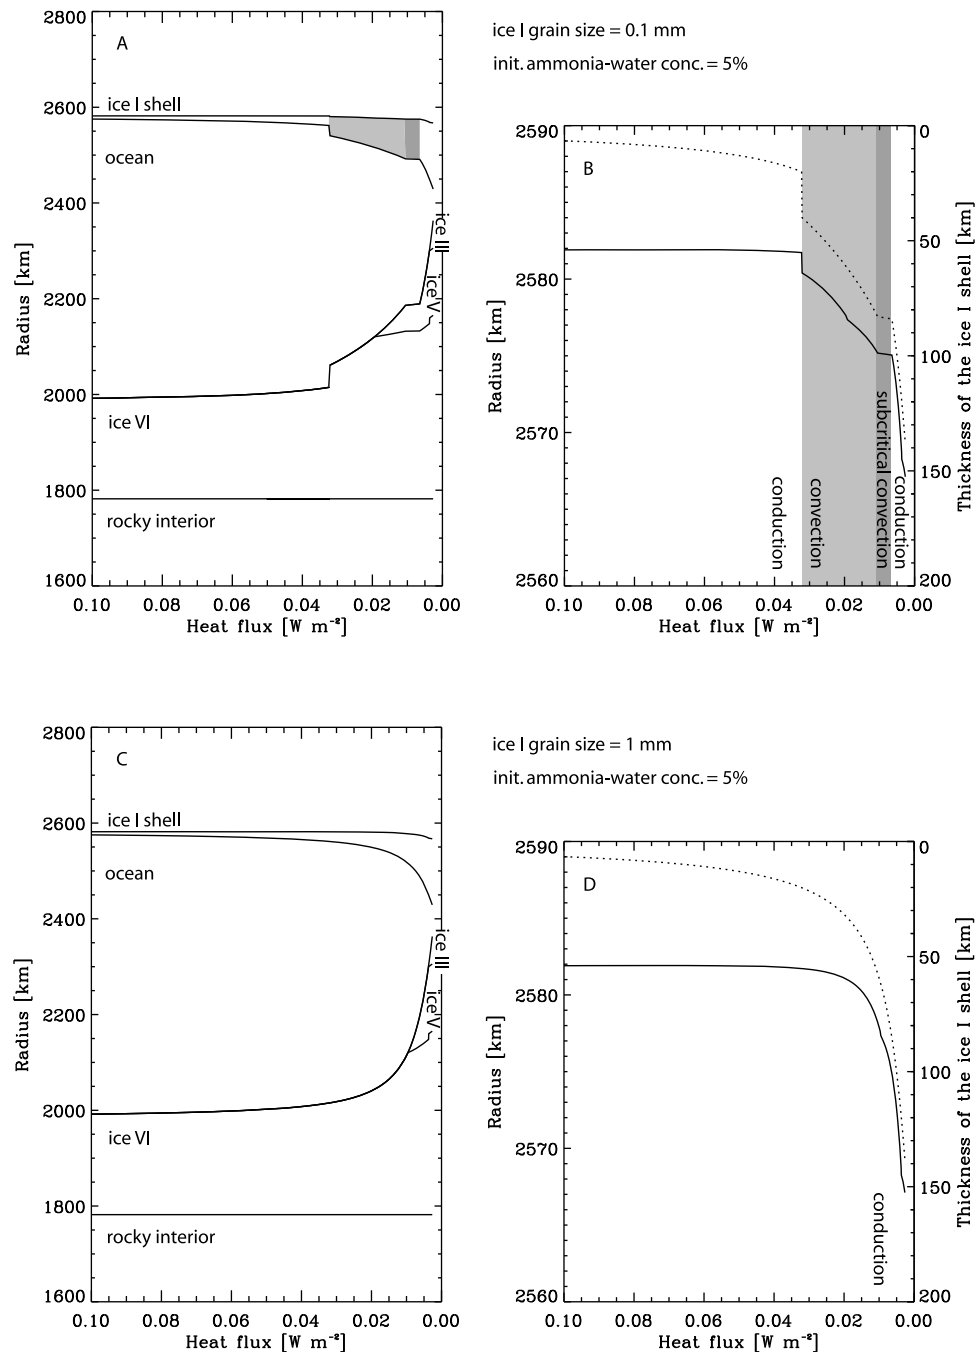 A
ice I shell
ocean
ice III
ice V
ice VI
rocky interior
Radius [km]
2800
2600
2400
2200
2000
1800
1600
0.10
0.08
0.06
0.04
0.02
0.00
Heat flux [W m⁻²]
ice I grain size = 0.1 mm
init. ammonia-water conc. = 5%
B
Radius [km]
2590
2580
2570
2560
0
50
100
150
200
Thickness of the ice I shell [km]
conduction
convection
subcritical convection
conduction
0.10
0.08
0.06
0.04
0.02
0.00
Heat flux [W m⁻²]
C
ice I shell
ocean
ice III
ice V
ice VI
rocky interior
Radius [km]
2800
2600
2400
2200
2000
1800
1600
0.10
0.08
0.06
0.04
0.02
0.00
Heat flux [W m⁻²]
ice I grain size = 1 mm
init. ammonia-water conc. = 5%
D
Radius [km]
2590
2580
2570
2560
0
50
100
150
200
Thickness of the ice I shell [km]
conduction
0.10
0.08
0.06
0.04
0.02
0.00
Heat flux [W m⁻²]